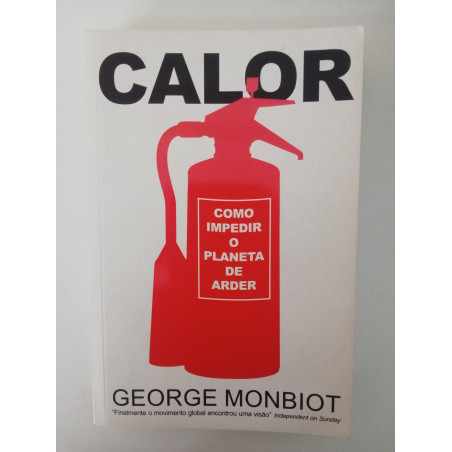 CALOR
COMO
IMPEDIR
O
PLANETA
DE
ARDER
GEORGE MONBIOT
"Finalmente o movimento global encontrou uma visão" Independent on Sunday